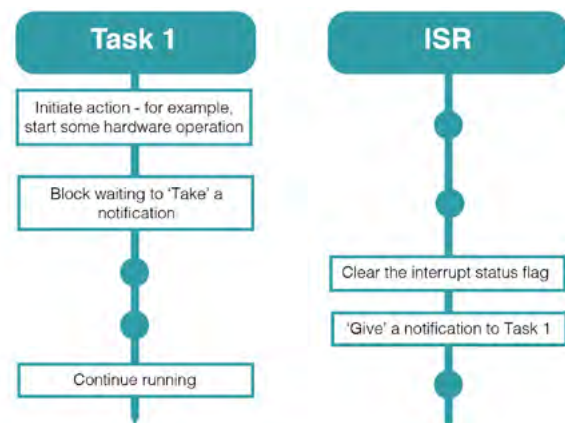 Task 1
Initiate action - for example,
start some hardware operation
Block waiting to 'Take' a
notification
Continue running
ISR
Clear the interrupt status flag
'Give' a notification to Task 1